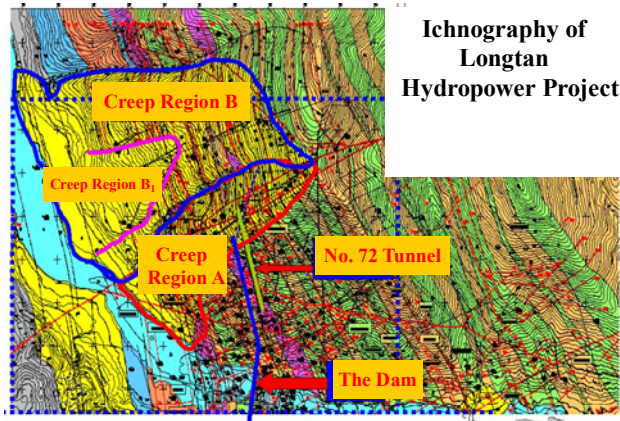 Ichnography of
Longtan
Hydropower Project
Creep Region B
Creep Region B₁
Creep
Region A
No. 72 Tunnel
The Dam